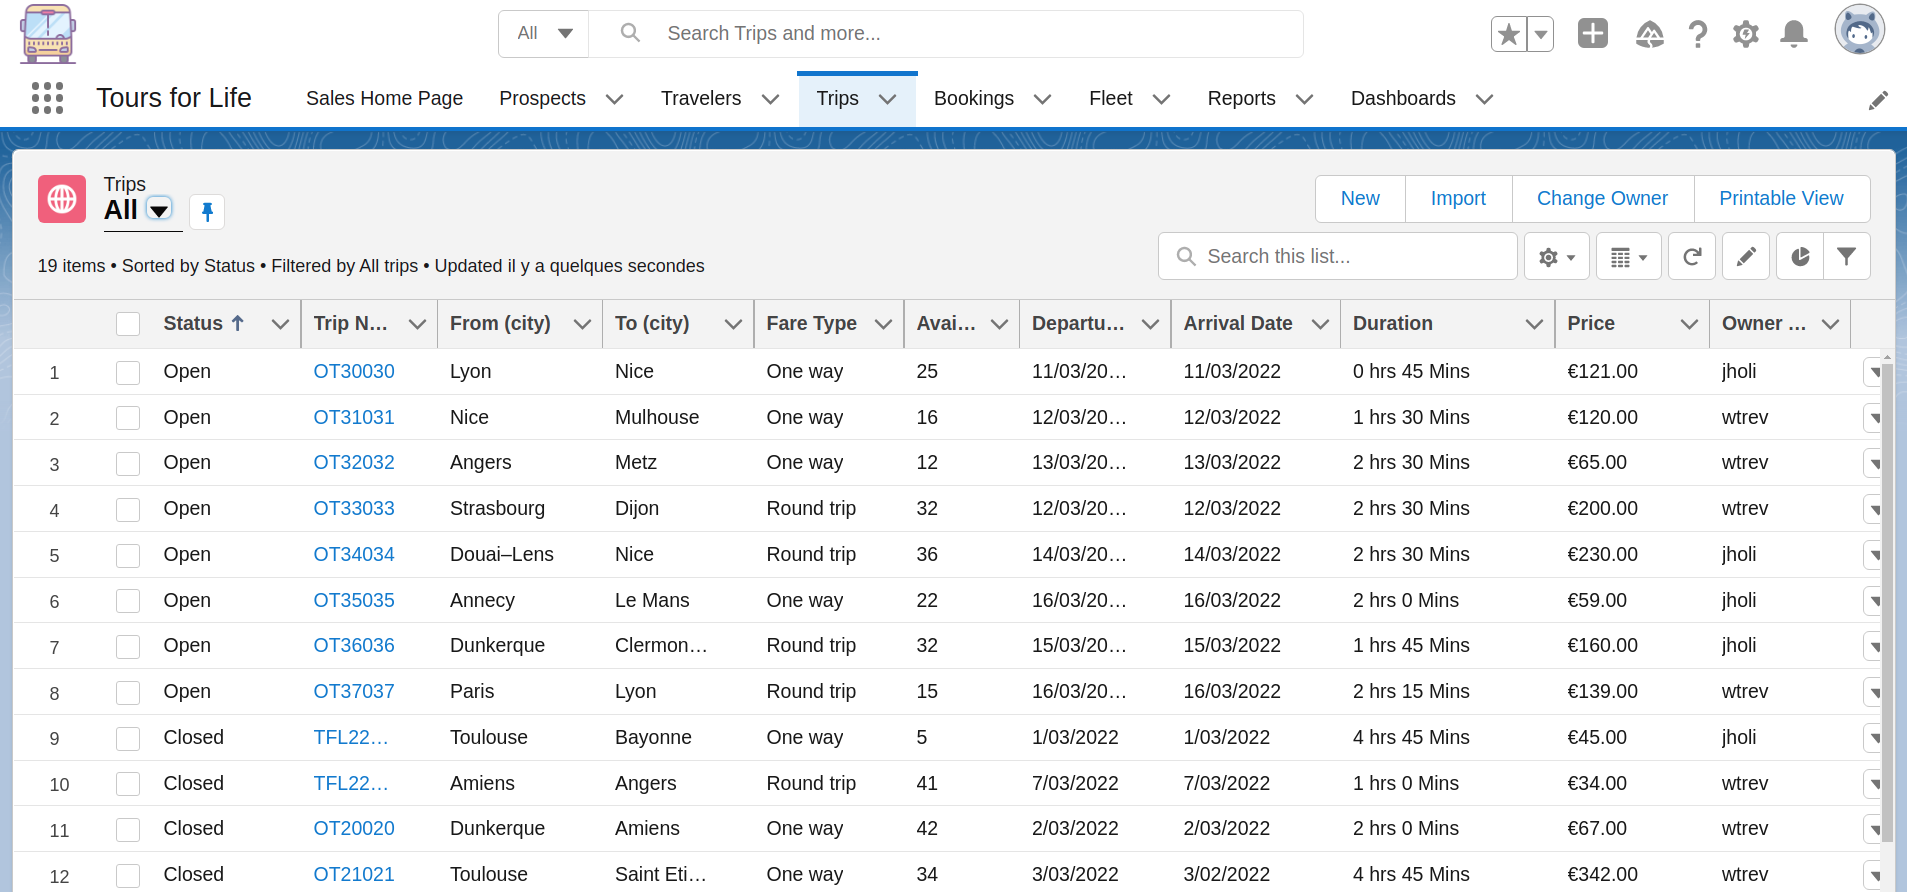 All Search Trips and more...
Tours for Life Sales Home Page Prospects Travelers Trips Bookings Fleet Reports Dashboards
Trips
All
New Import Change Owner Printable View
19 items • Sorted by Status • Filtered by All trips • Updated il y a quelques secondes
Search this list...
Status Trip N... From (city) To (city) Fare Type Avai... Departu... Arrival Date Duration Price Owner ...
1 Open OT30030 Lyon Nice One way 25 11/03/20... 11/03/2022 0 hrs 45 Mins €121.00 jholi
2 Open OT31031 Nice Mulhouse One way 16 12/03/20... 12/03/2022 1 hrs 30 Mins €120.00 wtrev
3 Open OT32032 Angers Metz One way 12 13/03/20... 13/03/2022 2 hrs 30 Mins €65.00 wtrev
4 Open OT33033 Strasbourg Dijon Round trip 32 12/03/20... 12/03/2022 2 hrs 30 Mins €200.00 wtrev
5 Open OT34034 Douai–Lens Nice Round trip 36 14/03/20... 14/03/2022 2 hrs 30 Mins €230.00 jholi
6 Open OT35035 Annecy Le Mans One way 22 16/03/20... 16/03/2022 2 hrs 0 Mins €59.00 jholi
7 Open OT36036 Dunkerque Clermon... Round trip 32 15/03/20... 15/03/2022 1 hrs 45 Mins €160.00 jholi
8 Open OT37037 Paris Lyon Round trip 15 16/03/20... 16/03/2022 2 hrs 15 Mins €139.00 wtrev
9 Closed TFL22... Toulouse Bayonne One way 5 1/03/2022 1/03/2022 4 hrs 45 Mins €45.00 jholi
10 Closed TFL22... Amiens Angers Round trip 41 7/03/2022 7/03/2022 1 hrs 0 Mins €34.00 wtrev
11 Closed OT20020 Dunkerque Amiens One way 42 2/03/2022 2/03/2022 2 hrs 0 Mins €67.00 wtrev
12 Closed OT21021 Toulouse Saint Eti... One way 34 3/03/2022 3/02/2022 4 hrs 45 Mins €342.00 wtrev